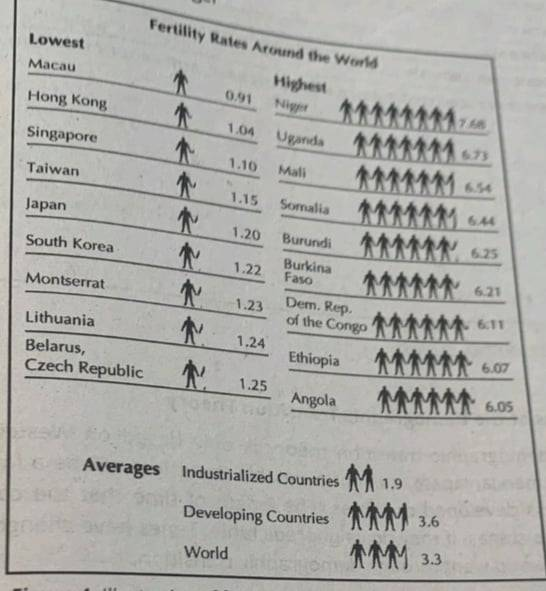 Fertility Rates Around the World
Lowest
Macau 0.91
Hong Kong 1.04
Singapore 1.10
Taiwan 1.15
Japan 1.20
South Korea 1.22
Montserrat 1.23
Lithuania 1.24
Belarus,
Czech Republic 1.25
Highest
Niger 7.68
Uganda 6.73
Mali 6.54
Somalia 6.44
Burundi 6.25
Burkina
Faso 6.21
Dem. Rep.
of the Congo 6.11
Ethiopia 6.07
Angola 6.05
Averages
Industrialized Countries 1.9
Developing Countries 3.6
World 3.3